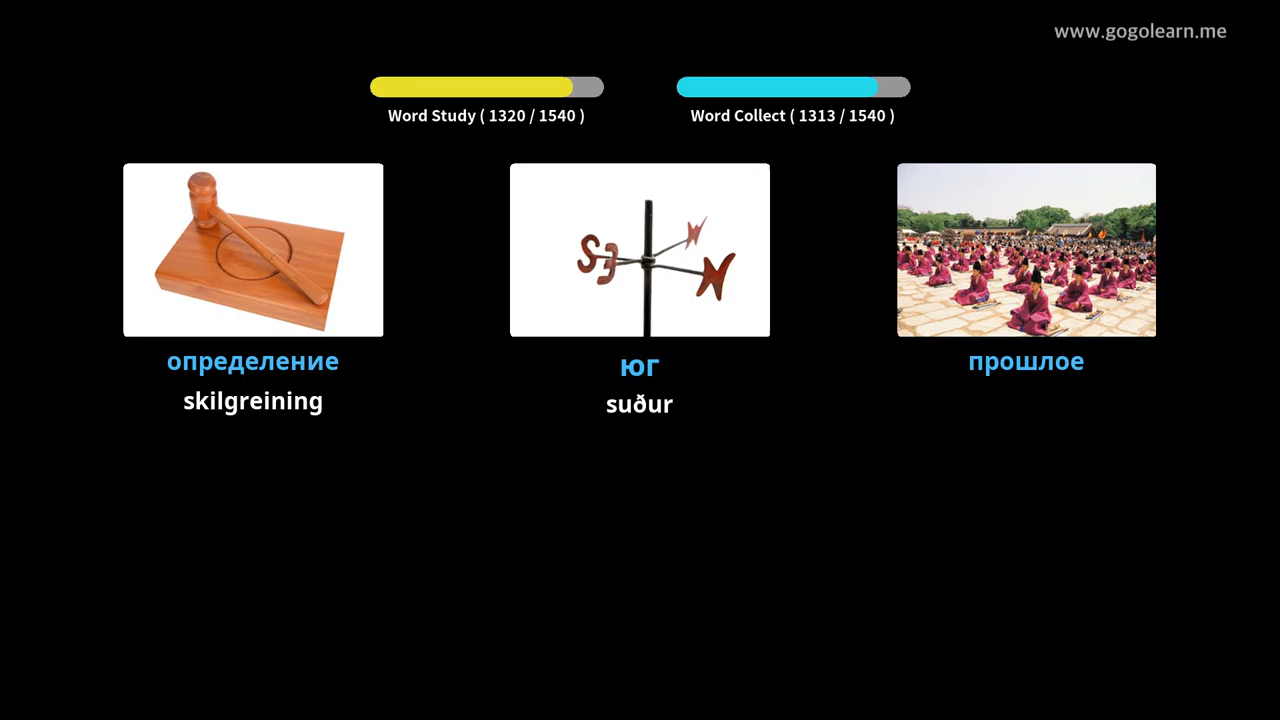 www.gogolearn.me
Word Study ( 1320 / 1540 )
Word Collect ( 1313 / 1540 )
определение
skilgreining
юг
suður
прошлое
S
E
W
N